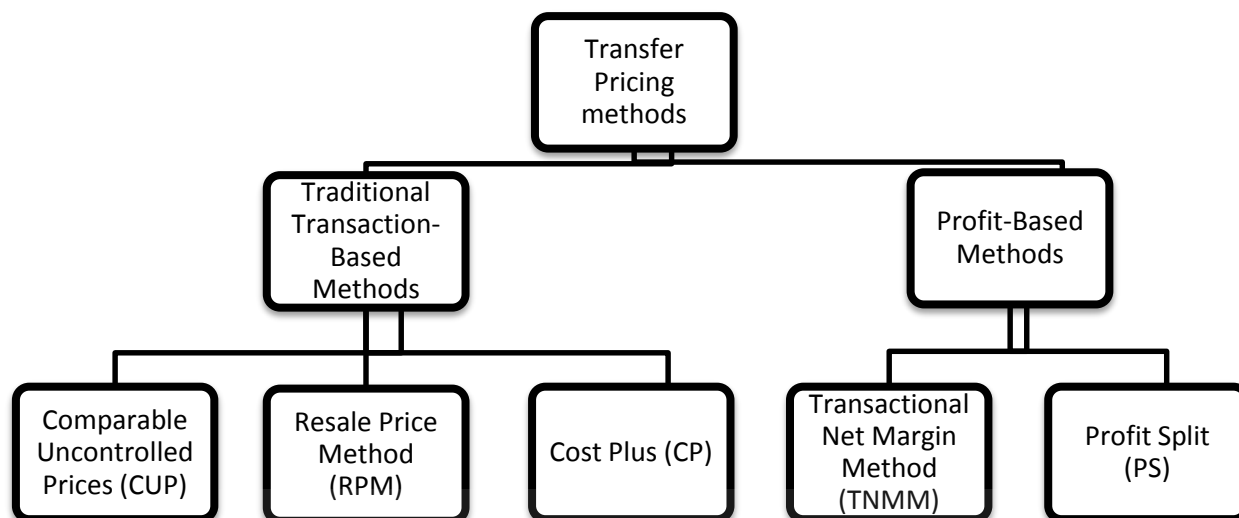 Transfer
Pricing
methods
Traditional
Transaction-
Based
Methods
Profit-Based
Methods
Comparable
Uncontrolled
Prices (CUP)
Resale Price
Method
(RPM)
Cost Plus (CP)
Transactional
Net Margin
Method
(TNMM)
Profit Split
(PS)